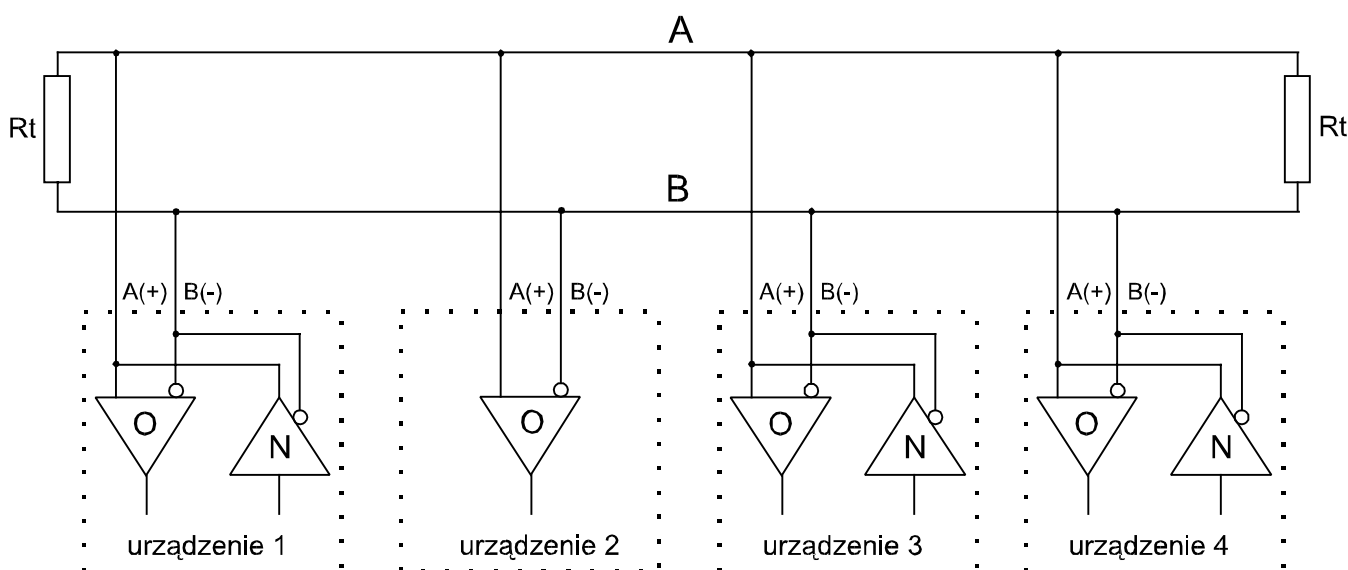 A
Rt
Rt
B
A(+) B(-)
A(+) B(-)
A(+) B(-)
A(+) B(-)
O
N
O
O
N
O
N
urządzenie 1
urządzenie 2
urządzenie 3
urządzenie 4